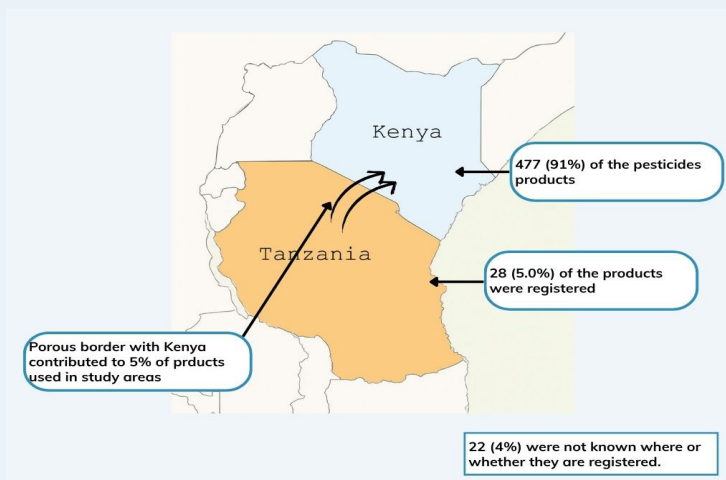 Kenya
477 (91%) of the pesticides
products
Tanzania
28 (5.0%) of the products
were registered
Porous border with Kenya
contributed to 5% of prducts
used in study areas
22 (4%) were not known where or
whether they are registered.